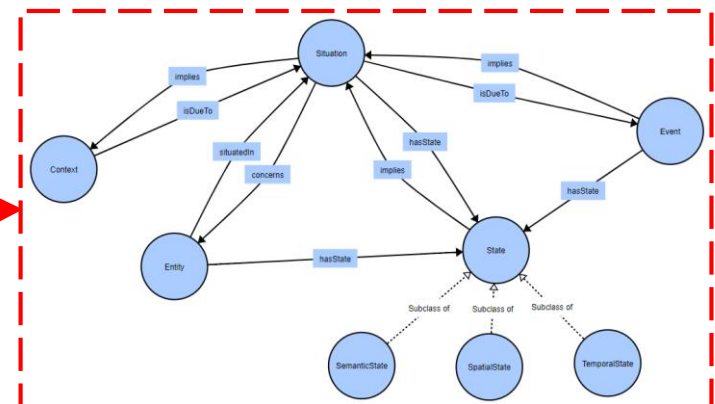 Situation
implies
implies
isDueTo
isDueTo
Event
hasState
situatedIn
Context
implies
concerns
hasState
State
hasState
Entity
Subclass of
Subclass of
Subclass of
SemanticState
SpatialState
TemporalState